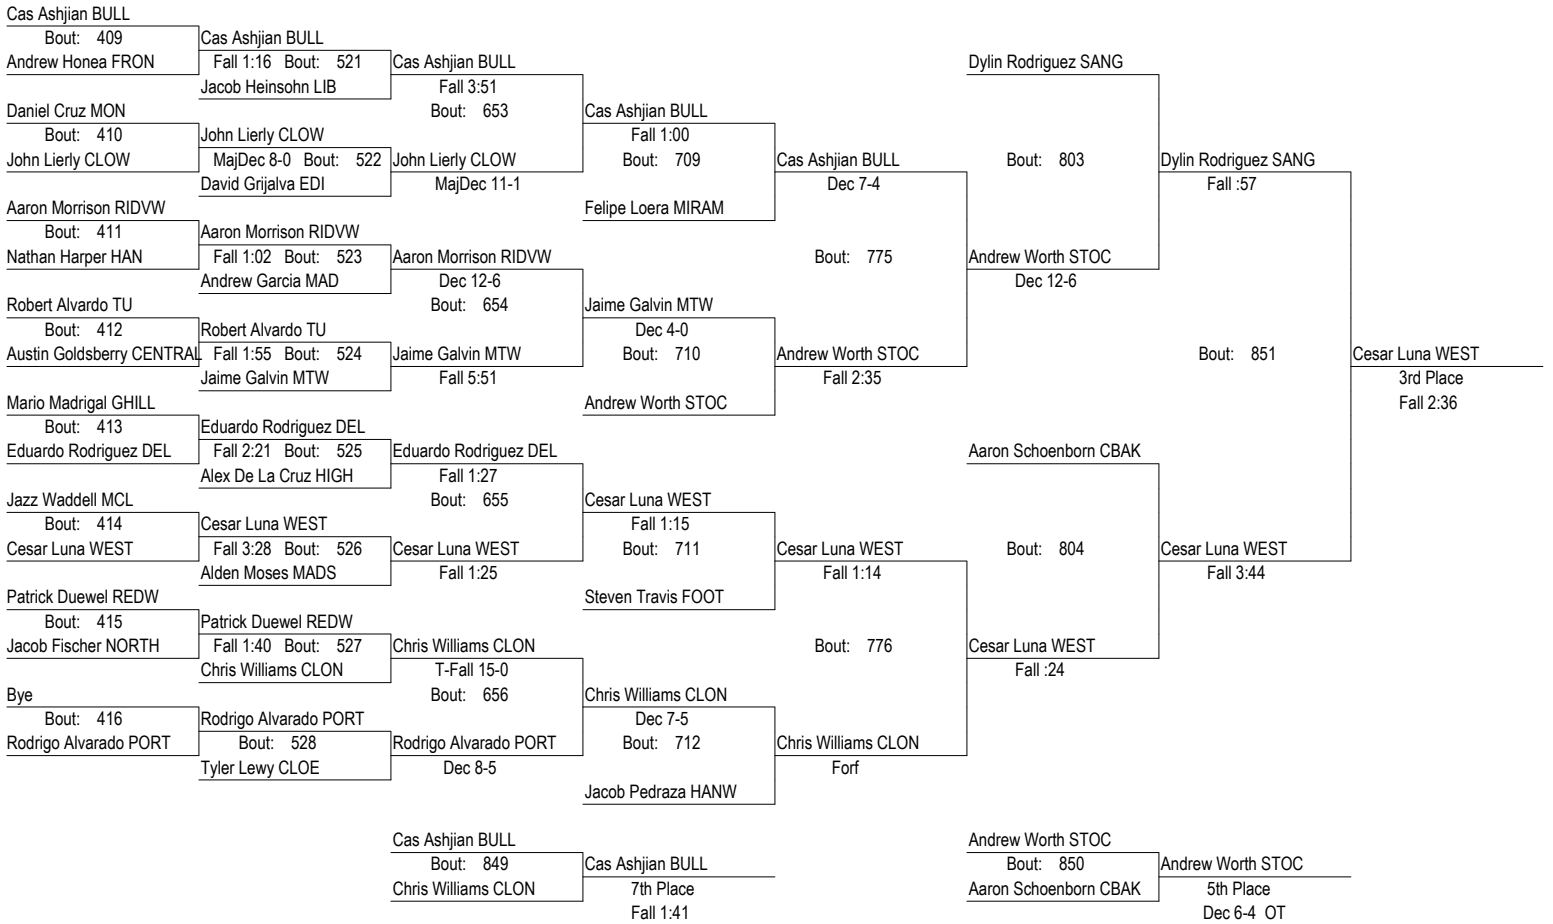 Cas Ashjian BULL
Bout: 409 Cas Ashjian BULL
Andrew Honea FRON Fall 1:16 Bout: 521 Cas Ashjian BULL Dylin Rodriguez SANG
Jacob Heinsohn LIB Fall 3:51
Daniel Cruz MON Bout: 653 Cas Ashjian BULL
Bout: 410 John Lierly CLOW Fall 1:00
John Lierly CLOW MajDec 8-0 Bout: 522 John Lierly CLOW Bout: 709 Cas Ashjian BULL Bout: 803 Dylin Rodriguez SANG
David Grijalva EDI MajDec 11-1 Dec 7-4 Fall :57
Aaron Morrison RIDVW Felipe Loera MIRAM
Bout: 411 Aaron Morrison RIDVW
Nathan Harper HAN Fall 1:02 Bout: 523 Aaron Morrison RIDVW Bout: 775 Andrew Worth STOC
Andrew Garcia MAD Dec 12-6 Dec 12-6
Robert Alvardo TU Bout: 654 Jaime Galvin MTW
Bout: 412 Robert Alvardo TU Dec 4-0
Austin Goldsberry CENTRAL Fall 1:55 Bout: 524 Jaime Galvin MTW Bout: 710 Andrew Worth STOC Bout: 851 Cesar Luna WEST
Jaime Galvin MTW Fall 5:51 Fall 2:35 3rd Place
Mario Madrigal GHILL Andrew Worth STOC Fall 2:36
Bout: 413 Eduardo Rodriguez DEL
Eduardo Rodriguez DEL Fall 2:21 Bout: 525 Eduardo Rodriguez DEL Aaron Schoenborn CBAK
Alex De La Cruz HIGH Fall 1:27
Jazz Waddell MCL Bout: 655 Cesar Luna WEST
Bout: 414 Cesar Luna WEST Fall 1:15
Cesar Luna WEST Fall 3:28 Bout: 526 Cesar Luna WEST Bout: 711 Cesar Luna WEST Bout: 804 Cesar Luna WEST
Alden Moses MADS Fall 1:25 Fall 1:14 Fall 3:44
Patrick Duewel REDW Steven Travis FOOT
Bout: 415 Patrick Duewel REDW
Jacob Fischer NORTH Fall 1:40 Bout: 527 Chris Williams CLON Bout: 776 Cesar Luna WEST
Chris Williams CLON T-Fall 15-0 Fall :24
Bye Bout: 656 Chris Williams CLON
Bout: 416 Rodrigo Alvarado PORT Dec 7-5
Rodrigo Alvarado PORT Bout: 528 Rodrigo Alvarado PORT Bout: 712 Chris Williams CLON
Tyler Lewy CLOE Dec 8-5 Forf
Jacob Pedraza HANW
Cas Ashjian BULL Andrew Worth STOC
Bout: 849 Cas Ashjian BULL Bout: 850 Andrew Worth STOC
Chris Williams CLON 7th Place Aaron Schoenborn CBAK 5th Place
Fall 1:41 Dec 6-4 OT